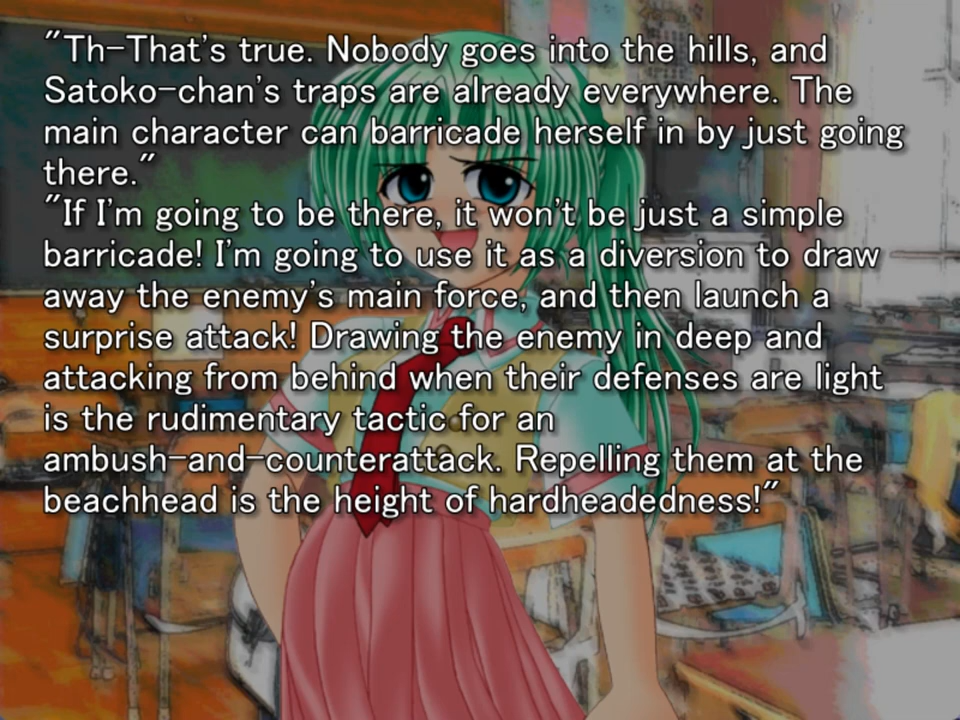 "Th-That's true. Nobody goes into the hills, and
Satoko-chan's traps are already everywhere. The
main character can barricade herself in by just going
there."
"If I'm going to be there, it won't be just a simple
barricade! I'm going to use it as a diversion to draw
away the enemy's main force, and then launch a
surprise attack! Drawing the enemy in deep and
attacking from behind when their defenses are light
is the rudimentary tactic for an
ambush-and-counterattack. Repelling them at the
beachhead is the height of hardheadedness!"